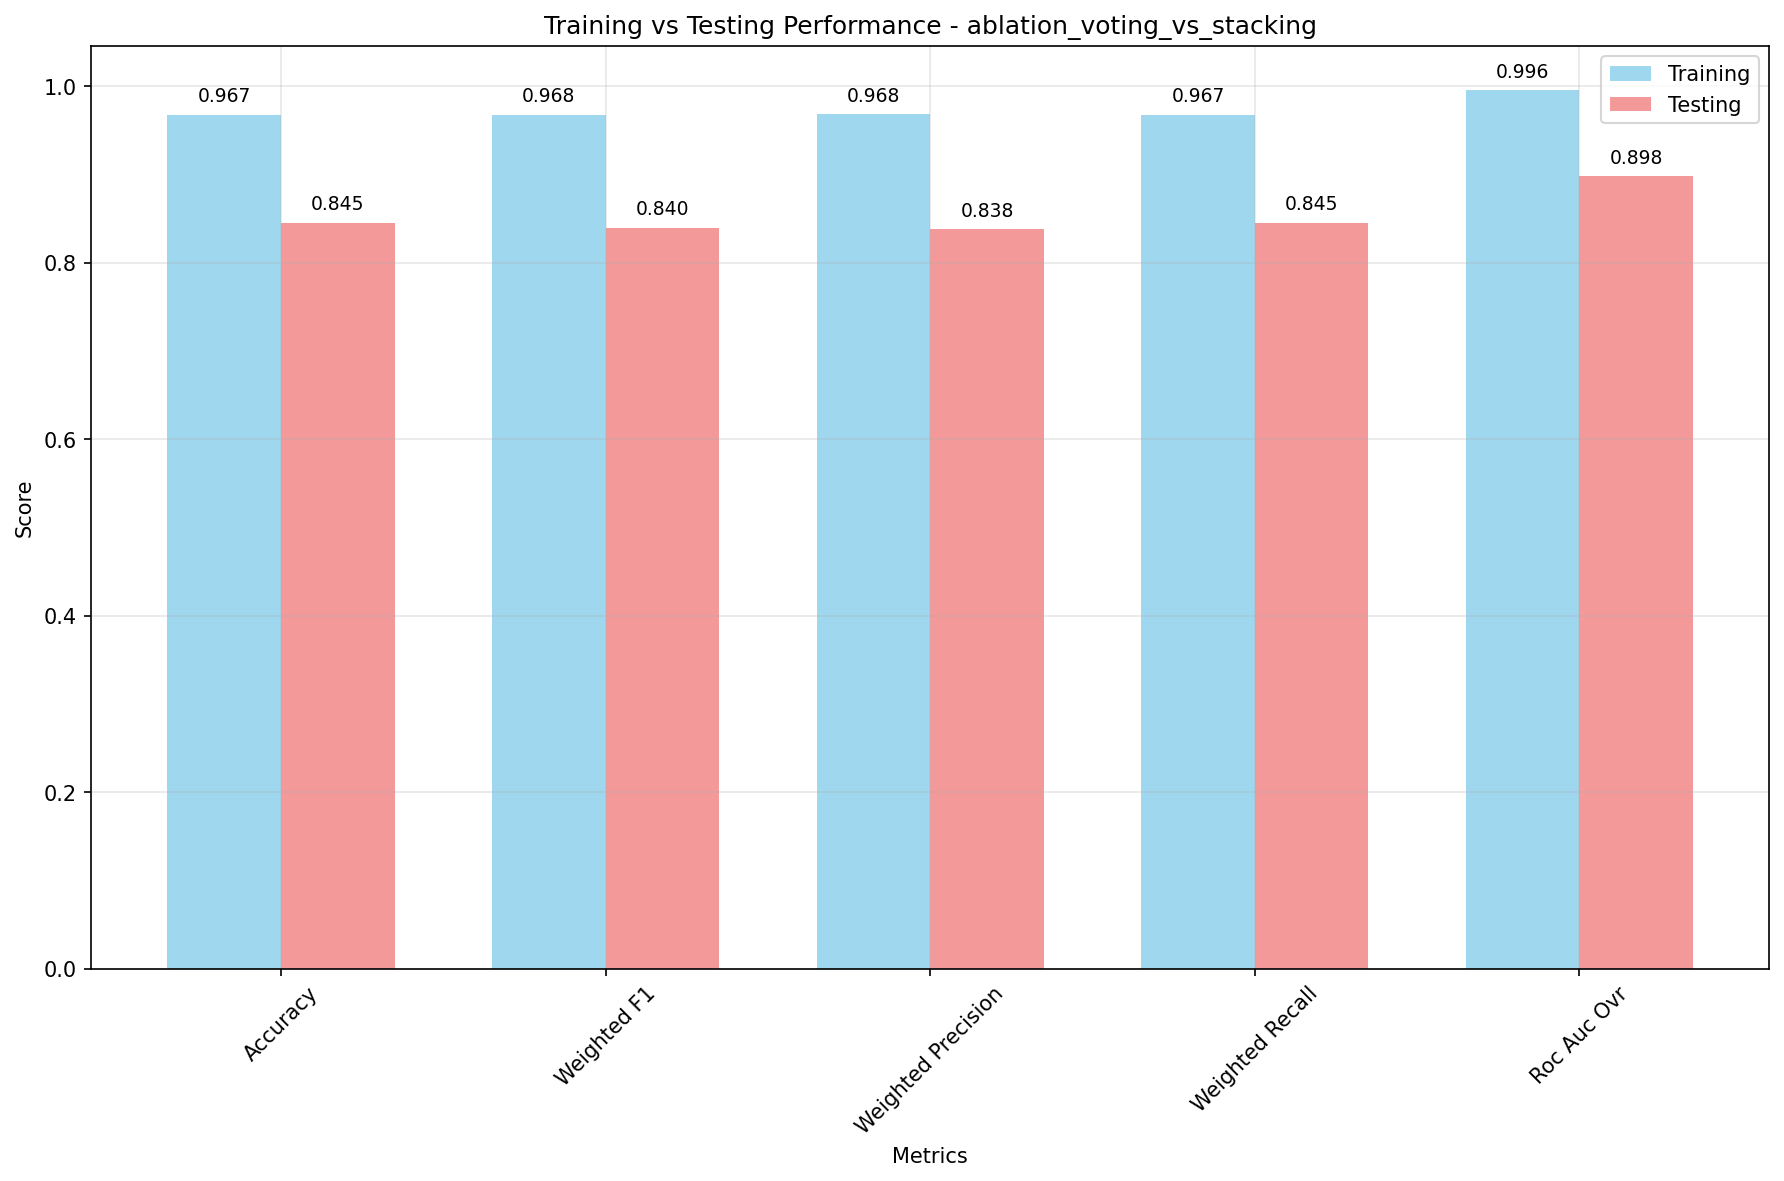 Training vs Testing Performance - ablation_voting_vs_stacking
Training
Testing
0.967
0.845
0.968
0.840
0.968
0.838
0.967
0.845
0.996
0.898
1.0
0.8
0.6
0.4
0.2
0.0
Score
Accuracy
Weighted F1
Weighted Precision
Weighted Recall
Roc Auc Ovr
Metrics